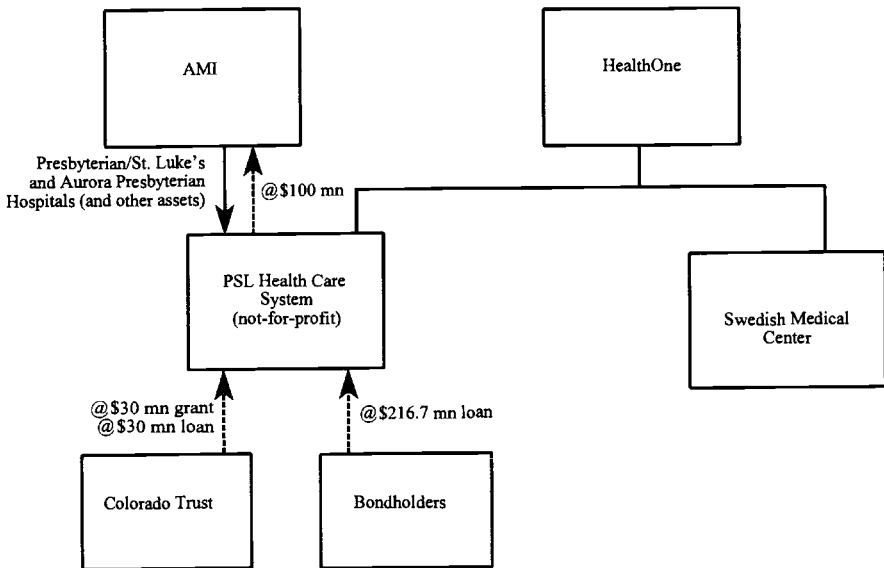 AMI
HealthOne
Presbyterian/St. Luke's
and Aurora Presbyterian
Hospitals (and other assets)
@$100 mn
PSL Health Care
System
(not-for-profit)
Swedish Medical
Center
@$30 mn grant
@$30 mn loan
@$216.7 mn loan
Colorado Trust
Bondholders